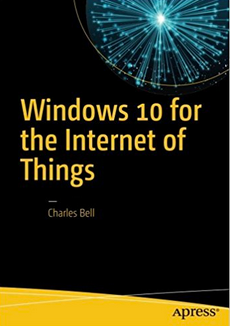 Windows 10 for
the Internet of
Things
—
Charles Bell
Apress®